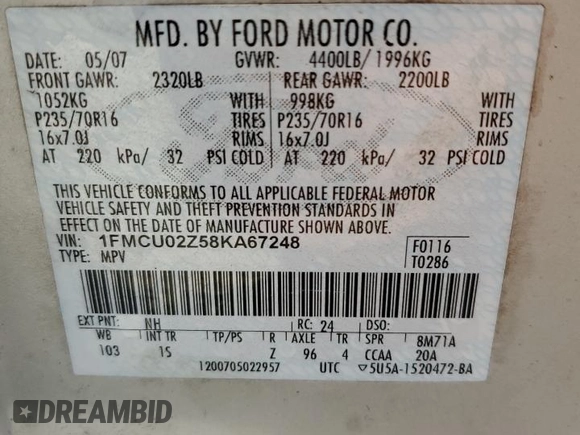 MFD. BY FORD MOTOR CO.
DATE: 05/07 GVWR: 4400LB/ 1996KG
FRONT GAWR: 2320LB REAR GAWR: 2200LB
1052KG WITH 998KG WITH
P235/70R16 TIRES P235/70R16 TIRES
16x7.0J RIMS 16x7.0J RIMS
AT 220 kPa/ 32 PSI COLD AT 220 kPa/ 32 PSI COLD
THIS VEHICLE CONFORMS TO ALL APPLICABLE FEDERAL MOTOR
VEHICLE SAFETY AND THEFT PREVENTION STANDARDS IN
EFFECT ON THE DATE OF MANUFACTURE SHOWN ABOVE.
VIN: 1FMCU02Z58KA67248 F0116
TYPE: MPV T0286
EXT PNT: NH RC: 24 DSO:
WB INT TR TP/PS R AXLE TR SPR 8M71A
103 1S Z 96 4 CCAA 20A
1200705022957 UTC ▽5U5A-1520472-BA
DREAMBID